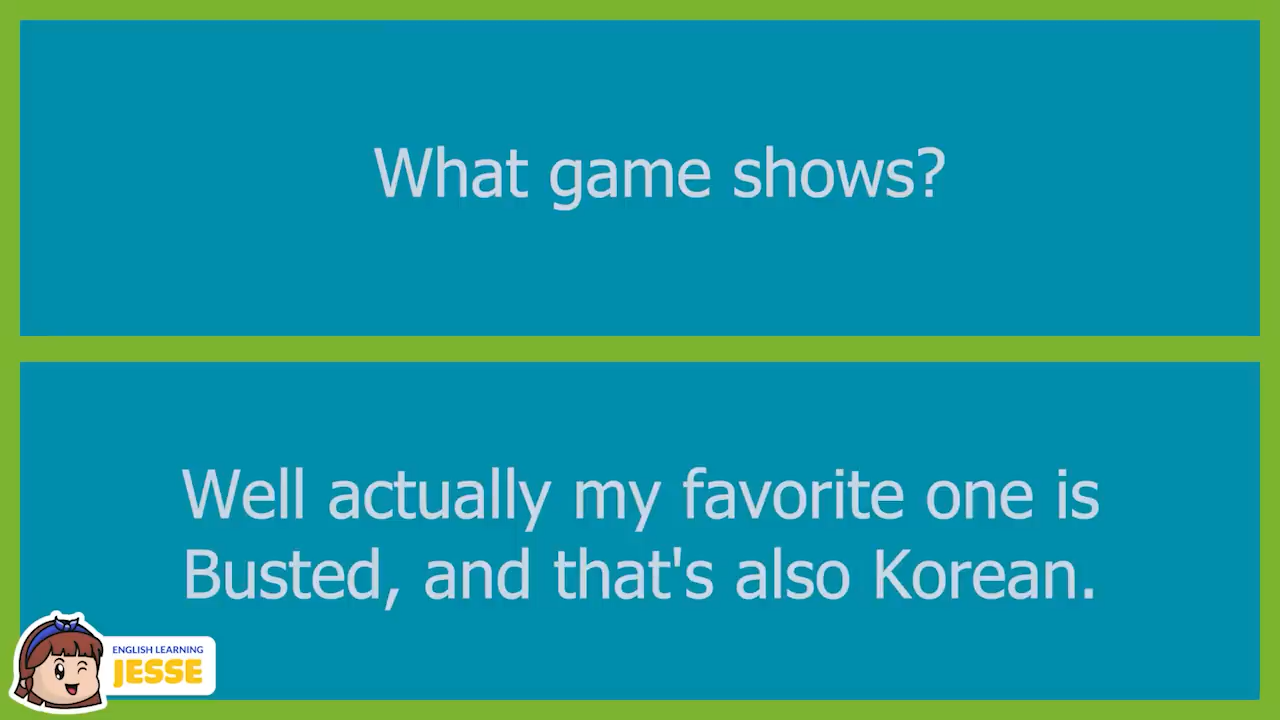 What game shows?
Well actually my favorite one is
Busted, and that's also Korean.
ENGLISH LEARNING
JESSE